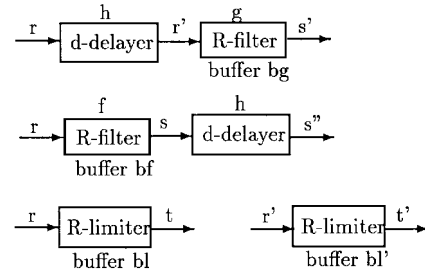 h g
r d-delayer r' R-filter s'
buffer bg
f h
r R-filter s d-delayer s"
buffer bf
r R-limiter t r' R-limiter t'
buffer bl buffer bl'